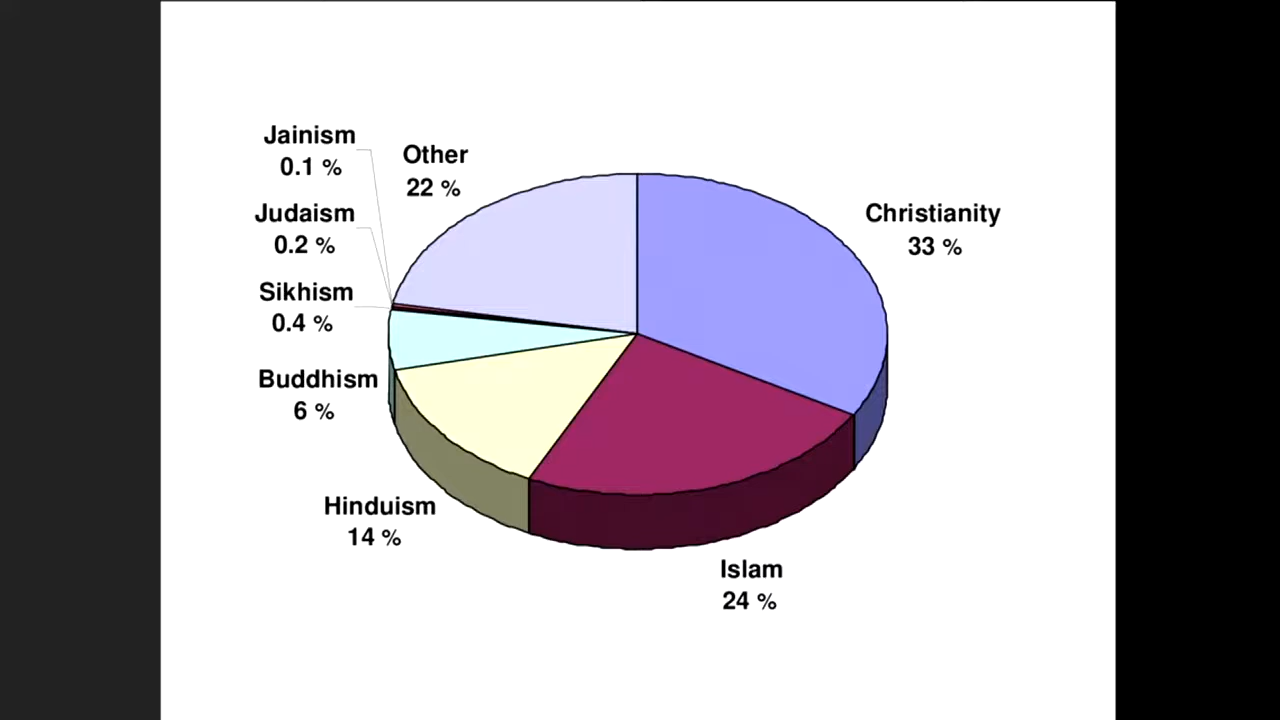 Jainism
0.1 %
Other
22 %
Judaism
0.2 %
Christianity
33 %
Sikhism
0.4 %
Buddhism
6 %
Hinduism
14 %
Islam
24 %